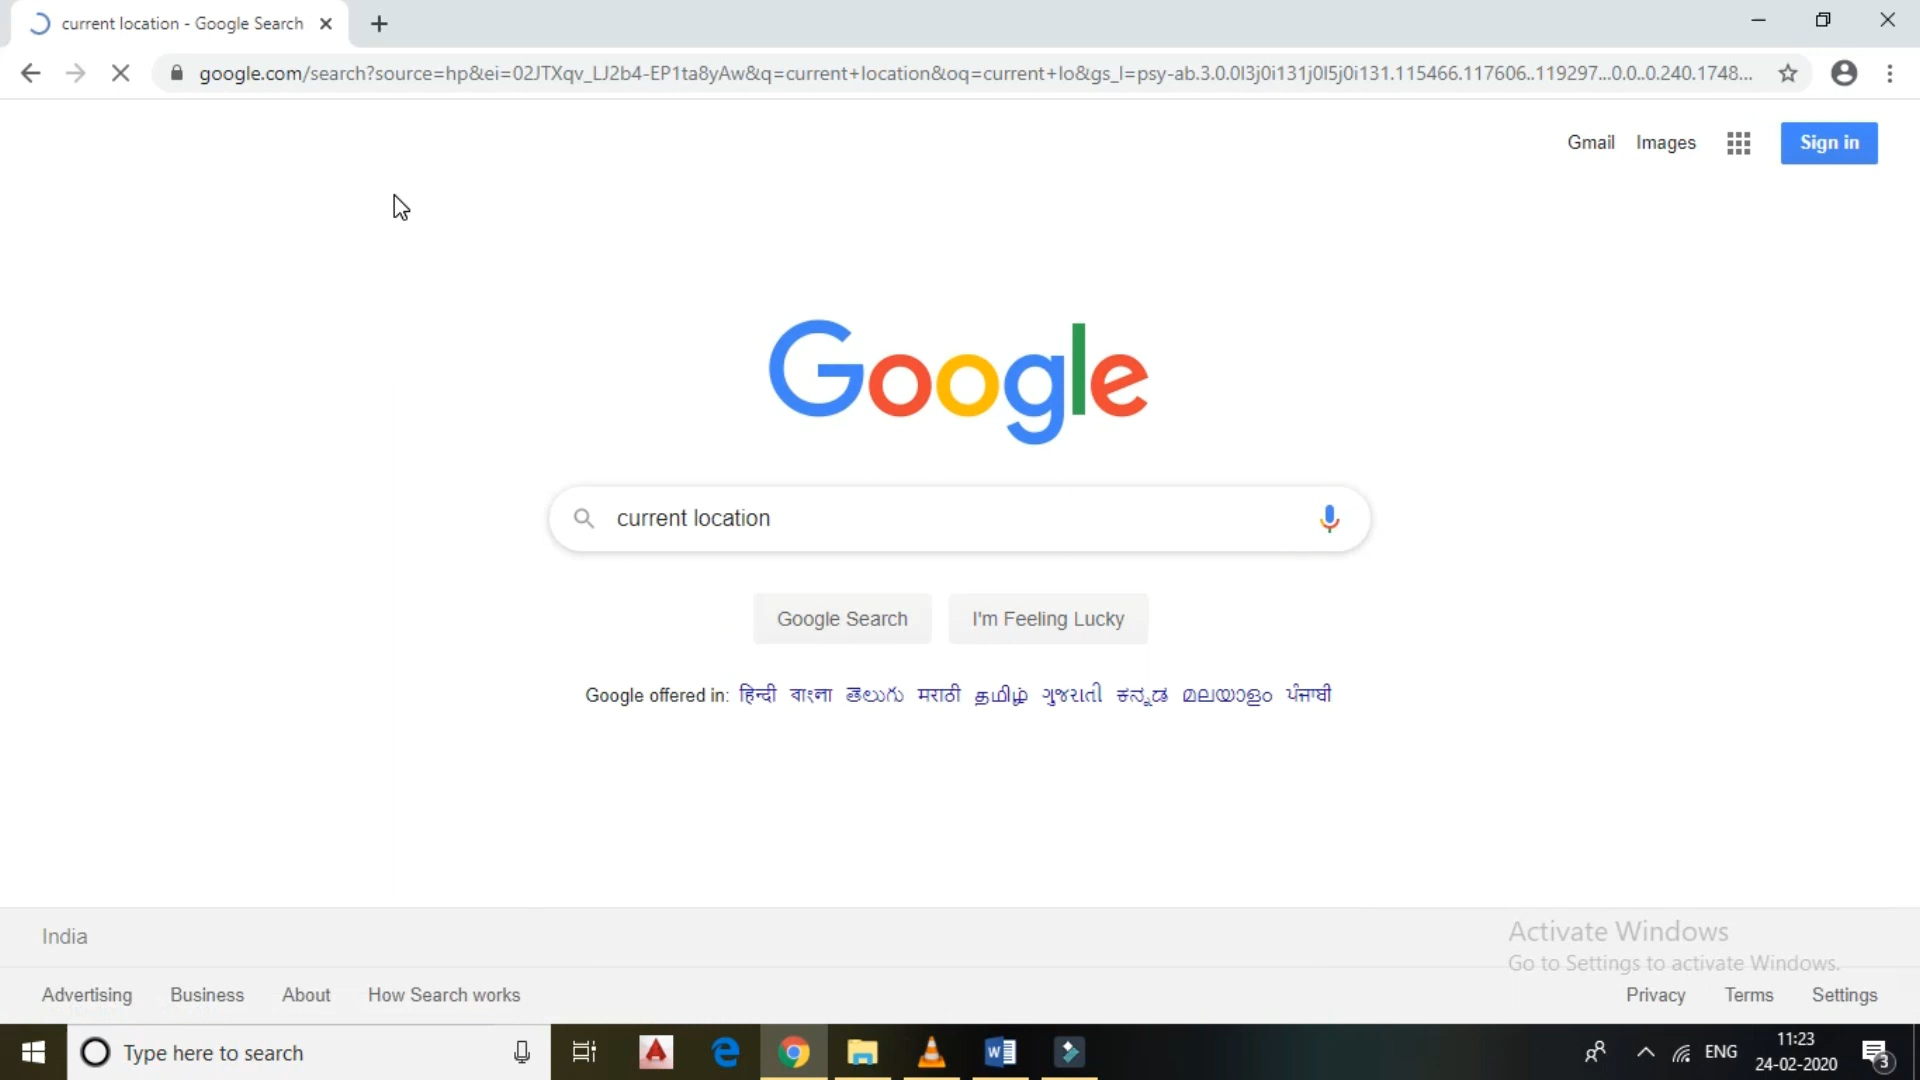 current location - Google Search
google.com/search?source=hp&ei=02JTXqv_LJ2b4-EP1ta8yAw&q=current+location&oq=current+lo&gs_l=psy-ab.3.0.0l3j0i131j0l5j0i131.115466.117606..119297...0.0..0.240.1748...
Gmail Images Sign in
Google
current location
Google Search I'm Feeling Lucky
Google offered in: हिन्दी বাংলা తెలుగు मराठी தமிழ் ગુજરાતી ಕನ್ನಡ മലയാളം ਪੰਜਾਬੀ
India
Activate Windows
Go to Settings to activate Windows.
Advertising Business About How Search works Privacy Terms Settings
Type here to search
ENG
11:23
24-02-2020
3